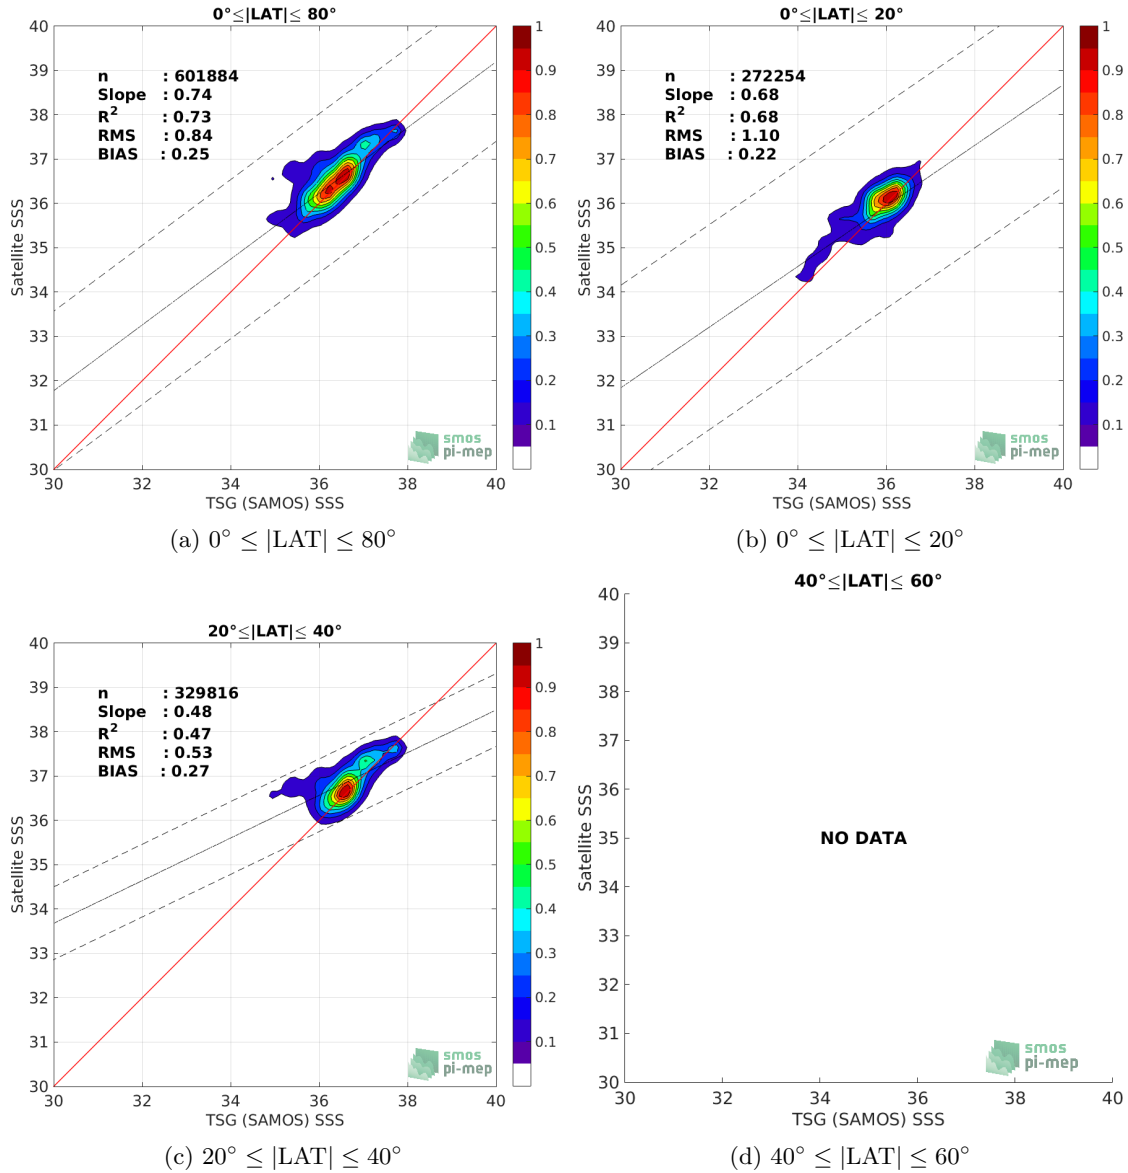 0°≤|LAT|≤ 80°
40
39
38
37
36
35
34
33
32
31
30
Satellite SSS
n : 601884
Slope : 0.74
R² : 0.73
RMS : 0.84
BIAS : 0.25
smos
pi-mep
30 32 34 36 38 40
TSG (SAMOS) SSS
1
0.9
0.8
0.7
0.6
0.5
0.4
0.3
0.2
0.1
(a) 0° ≤ |LAT| ≤ 80°
0°≤|LAT|≤ 20°
40
39
38
37
36
35
34
33
32
31
30
Satellite SSS
n : 272254
Slope : 0.68
R² : 0.68
RMS : 1.10
BIAS : 0.22
smos
pi-mep
30 32 34 36 38 40
TSG (SAMOS) SSS
1
0.9
0.8
0.7
0.6
0.5
0.4
0.3
0.2
0.1
(b) 0° ≤ |LAT| ≤ 20°
20°≤|LAT|≤ 40°
40
39
38
37
36
35
34
33
32
31
30
Satellite SSS
n : 329816
Slope : 0.48
R² : 0.47
RMS : 0.53
BIAS : 0.27
smos
pi-mep
30 32 34 36 38 40
TSG (SAMOS) SSS
1
0.9
0.8
0.7
0.6
0.5
0.4
0.3
0.2
0.1
(c) 20° ≤ |LAT| ≤ 40°
40°≤|LAT|≤ 60°
40
39
38
37
36
35
34
33
32
31
30
Satellite SSS
NO DATA
smos
pi-mep
30 32 34 36 38 40
TSG (SAMOS) SSS
(d) 40° ≤ |LAT| ≤ 60°